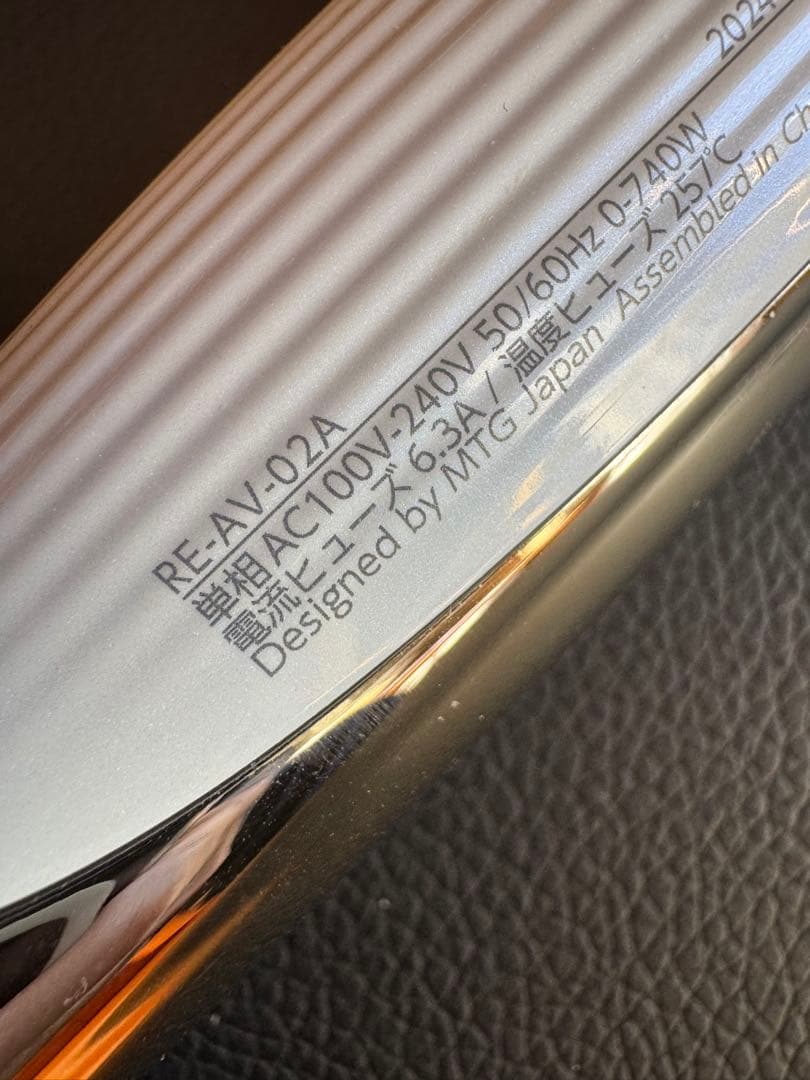 RE-AV-02A 2024
単相 AC100V-240V 50/60Hz 0-740W
電流ヒューズ 6.3A / 温度ヒューズ 257℃
Designed by MTG Japan Assembled in